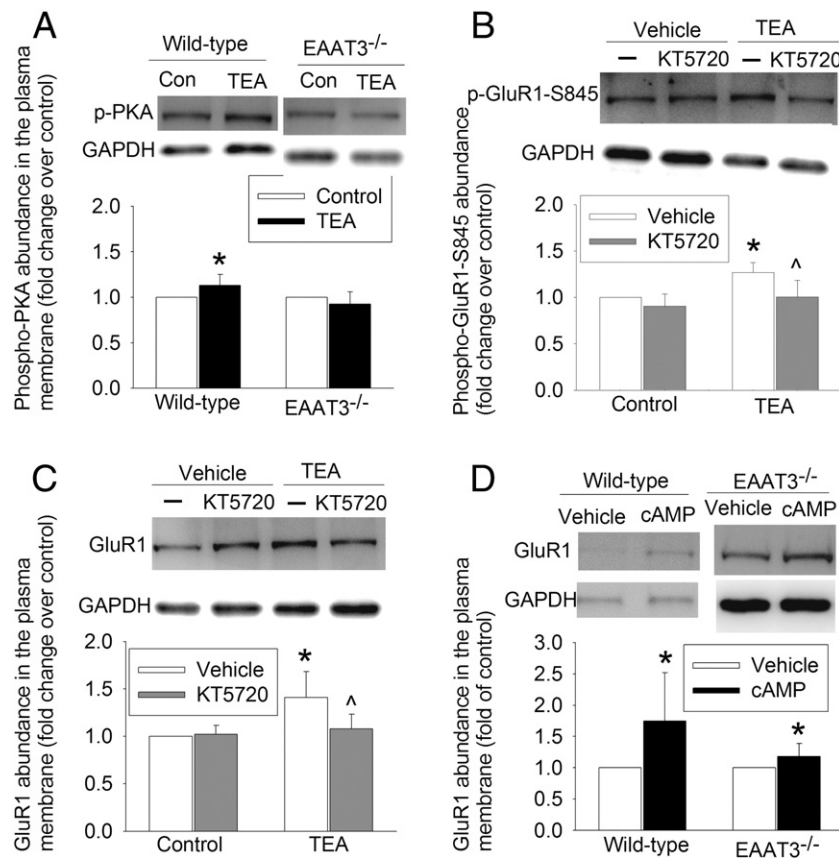 A
Wild-type EAAT3-/-
Con TEA Con TEA
p-PKA
GAPDH
Control
TEA
Phospho-PKA abundance in the plasma
membrane (fold change over control)
2.0
1.5
*
1.0
0.5
0.0
Wild-type EAAT3-/-
B
Vehicle TEA
– KT5720 – KT5720
p-GluR1-S845
GAPDH
Phospho-GluR1-S845 abundance
(fold change over control)
2.0
Vehicle
KT5720
1.5
* ^
1.0
0.5
0.0
Control TEA
C
Vehicle TEA
– KT5720 – KT5720
GluR1
GAPDH
GluR1 abundance in the plasma
membrane (fold change over control)
2.0
Vehicle
KT5720
* ^
1.5
1.0
0.5
0.0
Control TEA
D
Wild-type EAAT3-/-
Vehicle cAMP Vehicle cAMP
GluR1
GAPDH
GluR1 abundance in the plasma
membrane (fold of control)
3.0
Vehicle
cAMP
2.5
* *
2.0
1.5
1.0
0.5
0.0
Wild-type EAAT3-/-